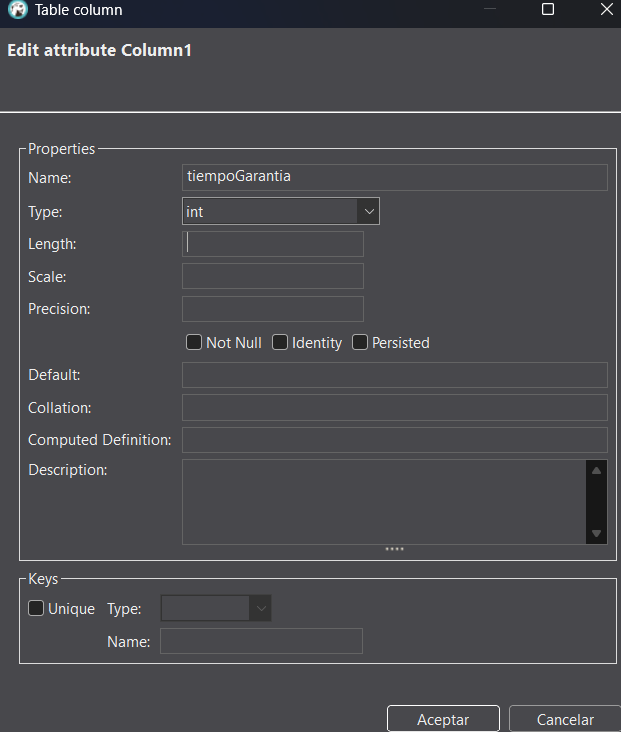 Table column
Edit attribute Column1
Properties
Name: tiempoGarantia
Type: int
Length:
Scale:
Precision:
Not Null Identity Persisted
Default:
Collation:
Computed Definition:
Description:
Keys
Unique Type:
Name:
Aceptar Cancelar